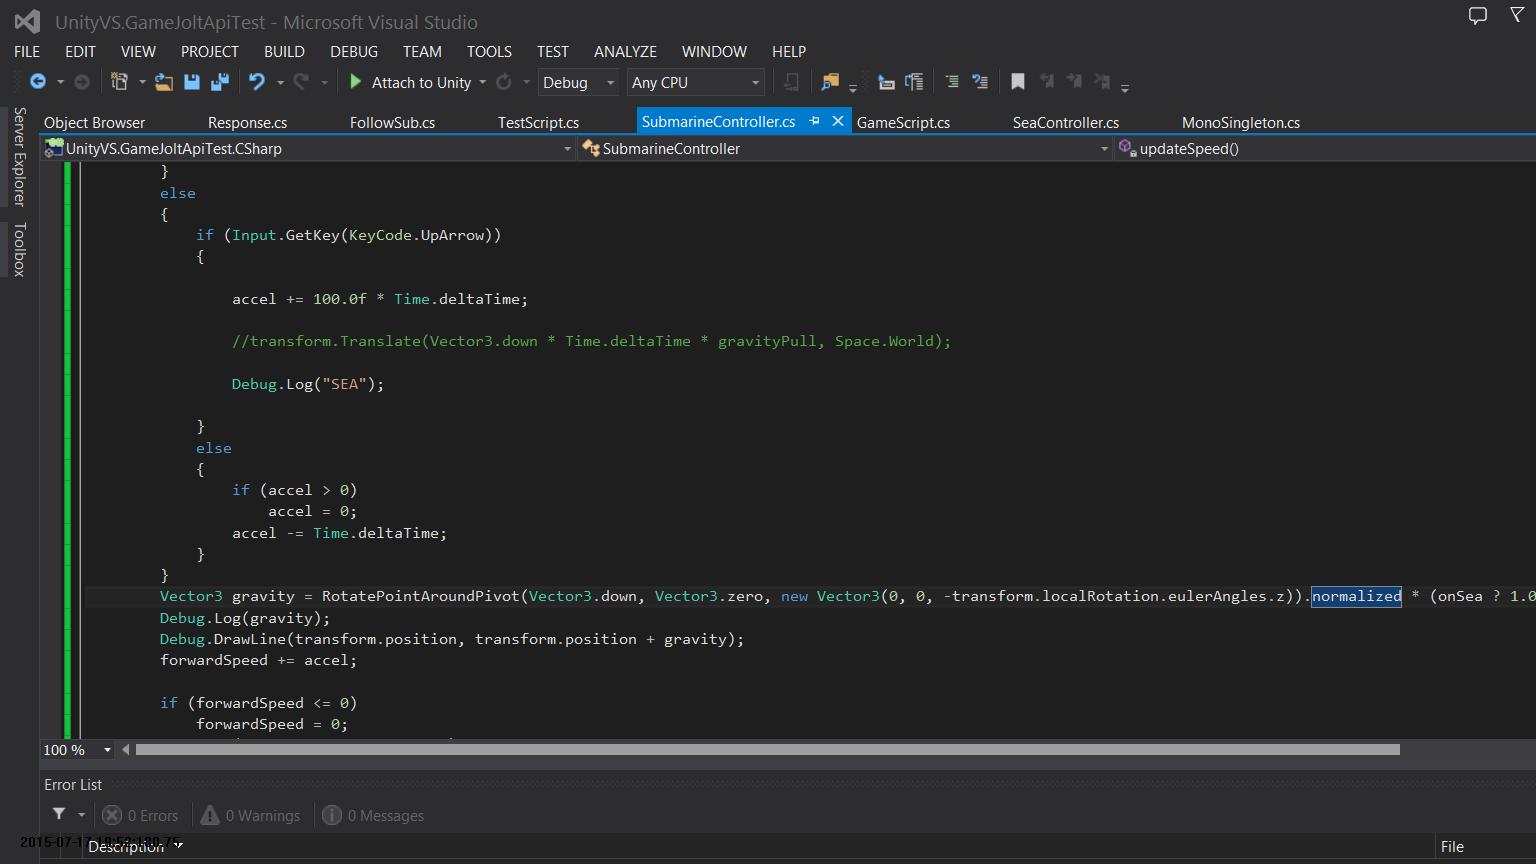 UnityVS.GameJoltApiTest - Microsoft Visual Studio
FILE EDIT VIEW PROJECT BUILD DEBUG TEAM TOOLS TEST ANALYZE WINDOW HELP
Attach to Unity Debug Any CPU
Server Explorer
Toolbox
Object Browser Response.cs FollowSub.cs TestScript.cs SubmarineController.cs GameScript.cs SeaController.cs MonoSingleton.cs
UnityVS.GameJoltApiTest.CSharp SubmarineController updateSpeed()
}
else
{
if (Input.GetKey(KeyCode.UpArrow))
{
accel += 100.0f * Time.deltaTime;
//transform.Translate(Vector3.down * Time.deltaTime * gravityPull, Space.World);
Debug.Log("SEA");
}
else
{
if (accel > 0)
accel = 0;
accel -= Time.deltaTime;
}
}
Vector3 gravity = RotatePointAroundPivot(Vector3.down, Vector3.zero, new Vector3(0, 0, -transform.localRotation.eulerAngles.z)).normalized * (onSea ? 1.0
Debug.Log(gravity);
Debug.DrawLine(transform.position, transform.position + gravity);
forwardSpeed += accel;
if (forwardSpeed <= 0)
forwardSpeed = 0;
100 %
Error List
0 Errors 0 Warnings 0 Messages
Description File